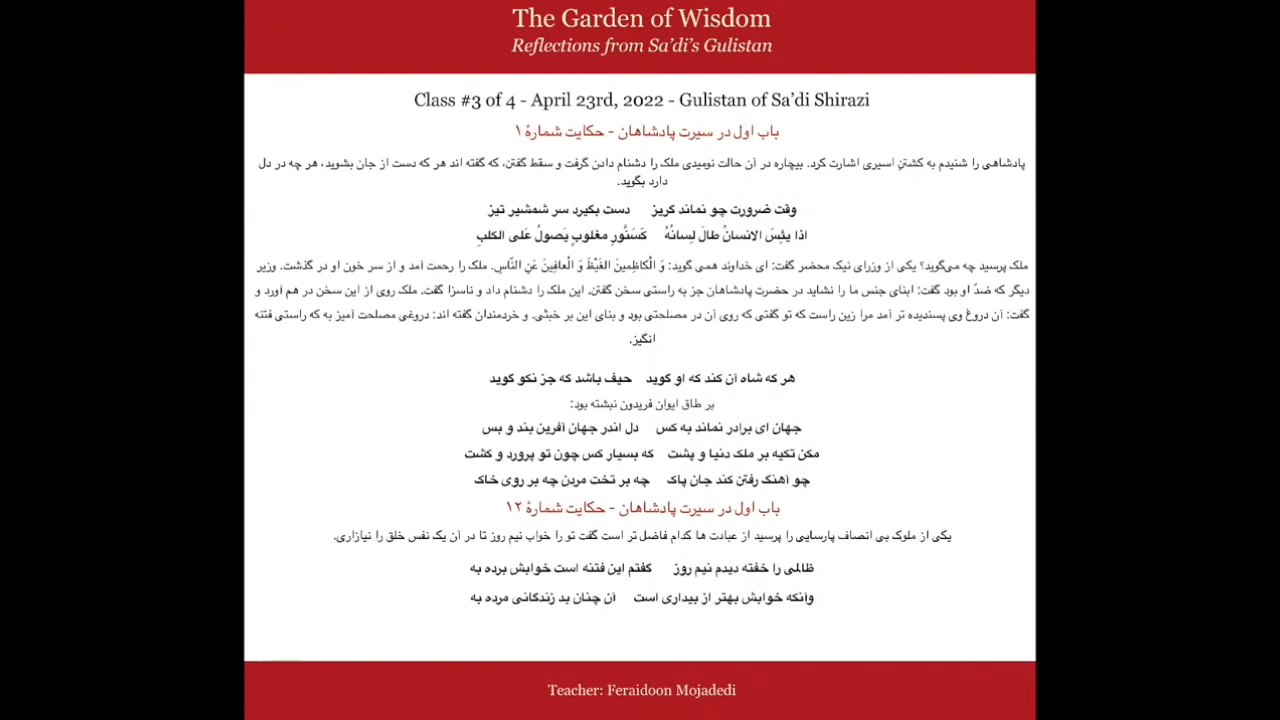 The Garden of Wisdom
Reflections from Sa'di's Gulistan
Class #3 of 4 - April 23rd, 2022 - Gulistan of Sa'di Shirazi
باب اول در سیرت پادشاهان - حکایت شمارهٔ ۱
پادشاهی را شنیدم به کشتنِ اسیری اشارت کرد. بیچاره در آن حالت نومیدی ملک را دشنام دادن گرفت و سقط گفتن، که گفته اند هر که دست از جان بشوید، هر چه در دل
دارد بگوید.
وقت ضرورت چو نماند گریز دست بگیرد سر شمشیر تیز
اذا یئِسَ الانسانُ طالَ لِسانُهُ کَسَنُّورِ مغلوبٍ یَصولُ عَلی الکلبِ
ملک پرسید چه می‌گوید؟ یکی از وزرای نیک محضر گفت: ای خداوند همی گوید: وَ الْکاظِمینَ الغَیْظَ وَ الْعافِینَ عَنِ النّاسِ. ملک را رحمت آمد و از سر خون او در گذشت. وزیر
دیگر که ضدّ او بود گفت: ابنای جنس ما را نشاید در حضرت پادشاهان جز به راستی سخن گفتن. این ملک را دشنام داد و ناسزا گفت. ملک روی از این سخن در هم آورد و
گفت: آن دروغ وی پسندیده تر آمد مرا زین راست که تو گفتی که روی آن در مصلحتی بود و بنای این بر خبثی. و خردمندان گفته اند: دروغی مصلحت آمیز به که راستی فتنه
انگیز.
هر که شاه آن کند که او گوید حیف باشد که جز نکو گوید
بر طاق ایوان فریدون نبشته بود:
جهان ای برادر نماند به کس دل اندر جهان آفرین بند و بس
مکن تکیه بر ملک دنیا و پشت که بسیار کس چون تو پرورد و کشت
چو آهنگ رفتن کند جان پاک چه بر تخت مردن چه بر روی خاک
باب اول در سیرت پادشاهان - حکایت شمارهٔ ۱۲
یکی از ملوک بی انصاف پارسایی را پرسید از عبادت ها کدام فاضل تر است گفت تو را خواب نیم روز تا در آن یک نفس خلق را نیازاری.
ظالمی را خفته دیدم نیم روز گفتم این فتنه است خوابش برده به
وآنکه خوابش بهتر از بیداری است آن چنان بد زندگانی مرده به
Teacher: Feraidoon Mojadedi